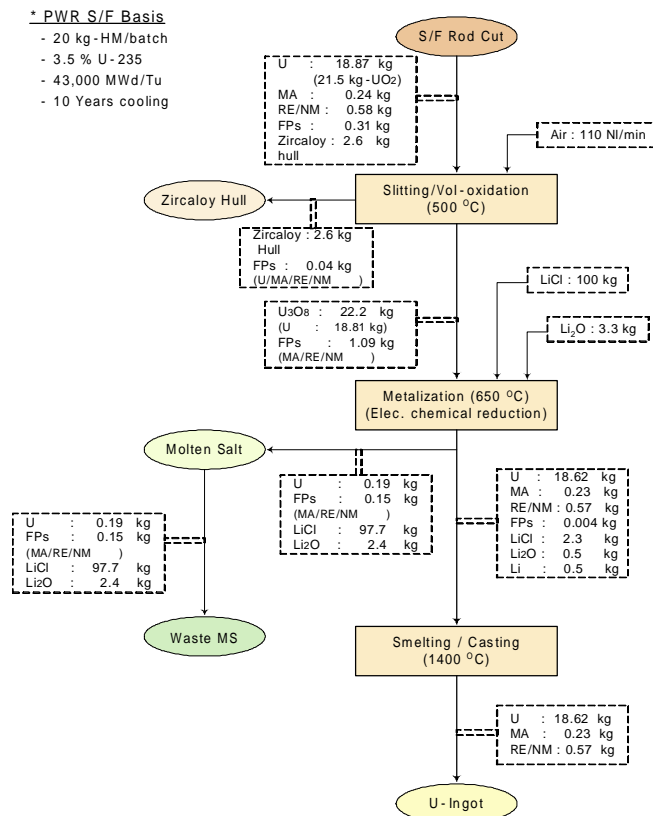 * PWR S/F Basis
- 20 kg-HM/batch
- 3.5 % U-235
- 43,000 MWd/Tu
- 10 Years cooling
S/F Rod Cut
U : 18.87 kg
(21.5 kg-UO2)
MA : 0.24 kg
RE/NM : 0.58 kg
FPs : 0.31 kg
Zircaloy : 2.6 kg
hull
Air : 110 Nl/min
Slitting/Vol-oxidation
(500 ºC)
Zircaloy Hull
Zircaloy : 2.6 kg
Hull
FPs : 0.04 kg
(U/MA/RE/NM )
LiCl : 100 kg
U3O8 : 22.2 kg
(U : 18.81 kg)
FPs : 1.09 kg
(MA/RE/NM )
Li2O : 3.3 kg
Metalization (650 ºC)
(Elec. chemical reduction)
Molten Salt
U : 0.19 kg
FPs : 0.15 kg
(MA/RE/NM )
LiCl : 97.7 kg
Li2O : 2.4 kg
U : 18.62 kg
MA : 0.23 kg
RE/NM : 0.57 kg
FPs : 0.004 kg
LiCl : 2.3 kg
Li2O : 0.5 kg
Li : 0.5 kg
U : 0.19 kg
FPs : 0.15 kg
(MA/RE/NM )
LiCl : 97.7 kg
Li2O : 2.4 kg
Waste MS
Smelting / Casting
(1400 ºC)
U : 18.62 kg
MA : 0.23 kg
RE/NM : 0.57 kg
U-Ingot